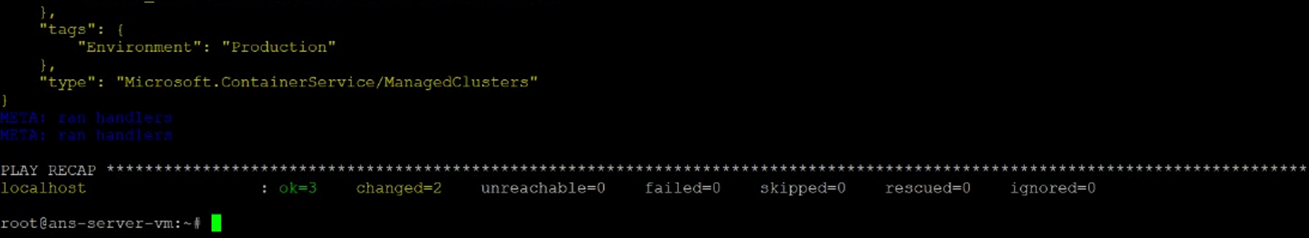 },
"tags": {
"Environment": "Production"
},
"type": "Microsoft.ContainerService/ManagedClusters"
}
META: ran handlers
META: ran handlers
PLAY RECAP *****************************************************************************************************************************
localhost : ok=3 changed=2 unreachable=0 failed=0 skipped=0 rescued=0 ignored=0
root@ans-server-vm:~#